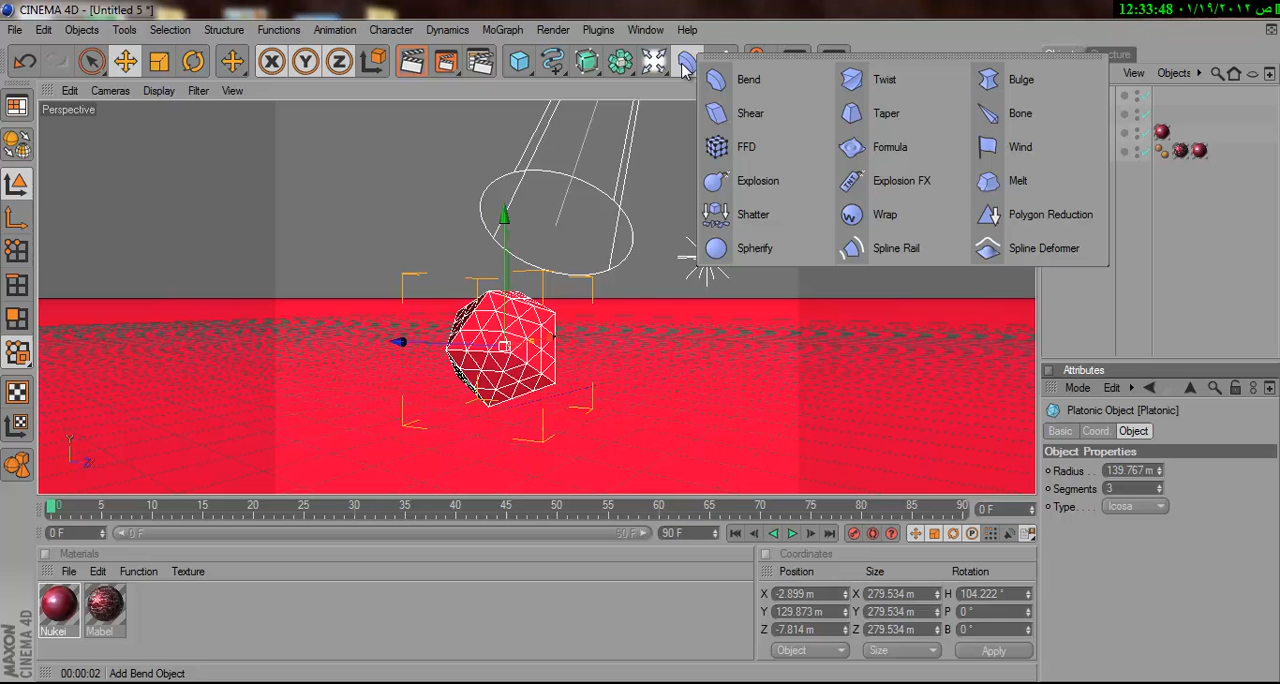 CINEMA 4D - [Untitled 5 *]
12:33:48 ص ٠١/١٩/٢٠١٢
File Edit Objects Tools Selection Structure Functions Animation Character Dynamics MoGraph Render Plugins Window Help
View Objects
Edit Cameras Display Filter View
Perspective
Bend Twist Bulge
Shear Taper Bone
FFD Formula Wind
Explosion Explosion FX Melt
Shatter Wrap Polygon Reduction
Spherify Spline Rail Spline Deformer
Y
Z
Attributes
Mode Edit
Platonic Object [Platonic]
Basic Coord. Object
Object Properties
Radius 139.767 m
Segments 3
Type Icosa
0 5 10 15 20 25 30 35 40 45 50 55 60 65 70 75 80 85 90 0 F
0 F 0 F 90 F 90 F
Materials
File Edit Function Texture
Nukei Mabel
Coordinates
Position Size Rotation
X -2.899 m X 279.534 m H 104.222 °
Y 129.873 m Y 279.534 m P 0 °
Z -7.814 m Z 279.534 m B 0 °
Object Size Apply
MAXON
CINEMA 4D
00:00:02 Add Bend Object